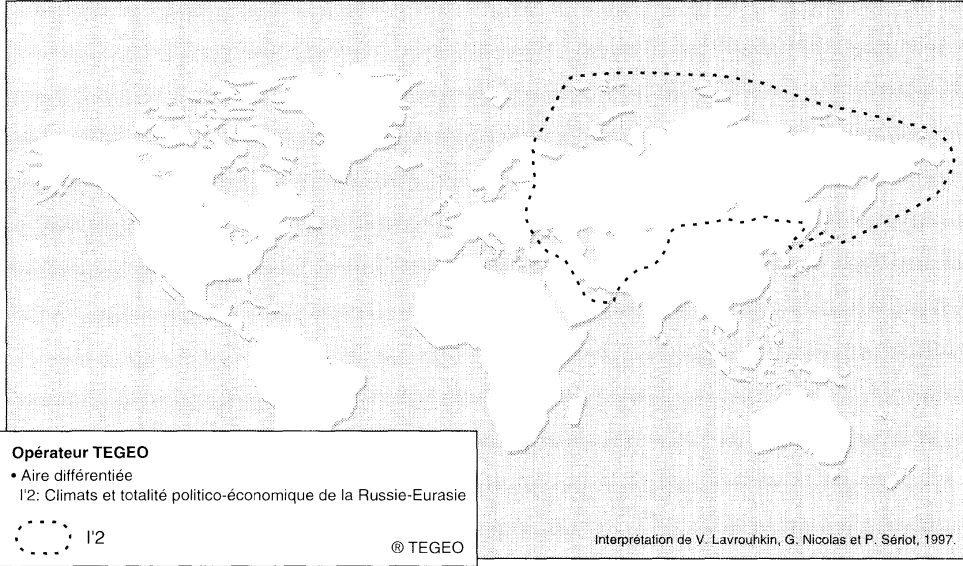 Opérateur TEGEO
• Aire différentiée
l'2: Climats et totalité politico-économique de la Russie-Eurasie
l'2
® TEGEO
Interprétation de V. Lavrouhkin, G. Nicolas et P. Sériot, 1997.